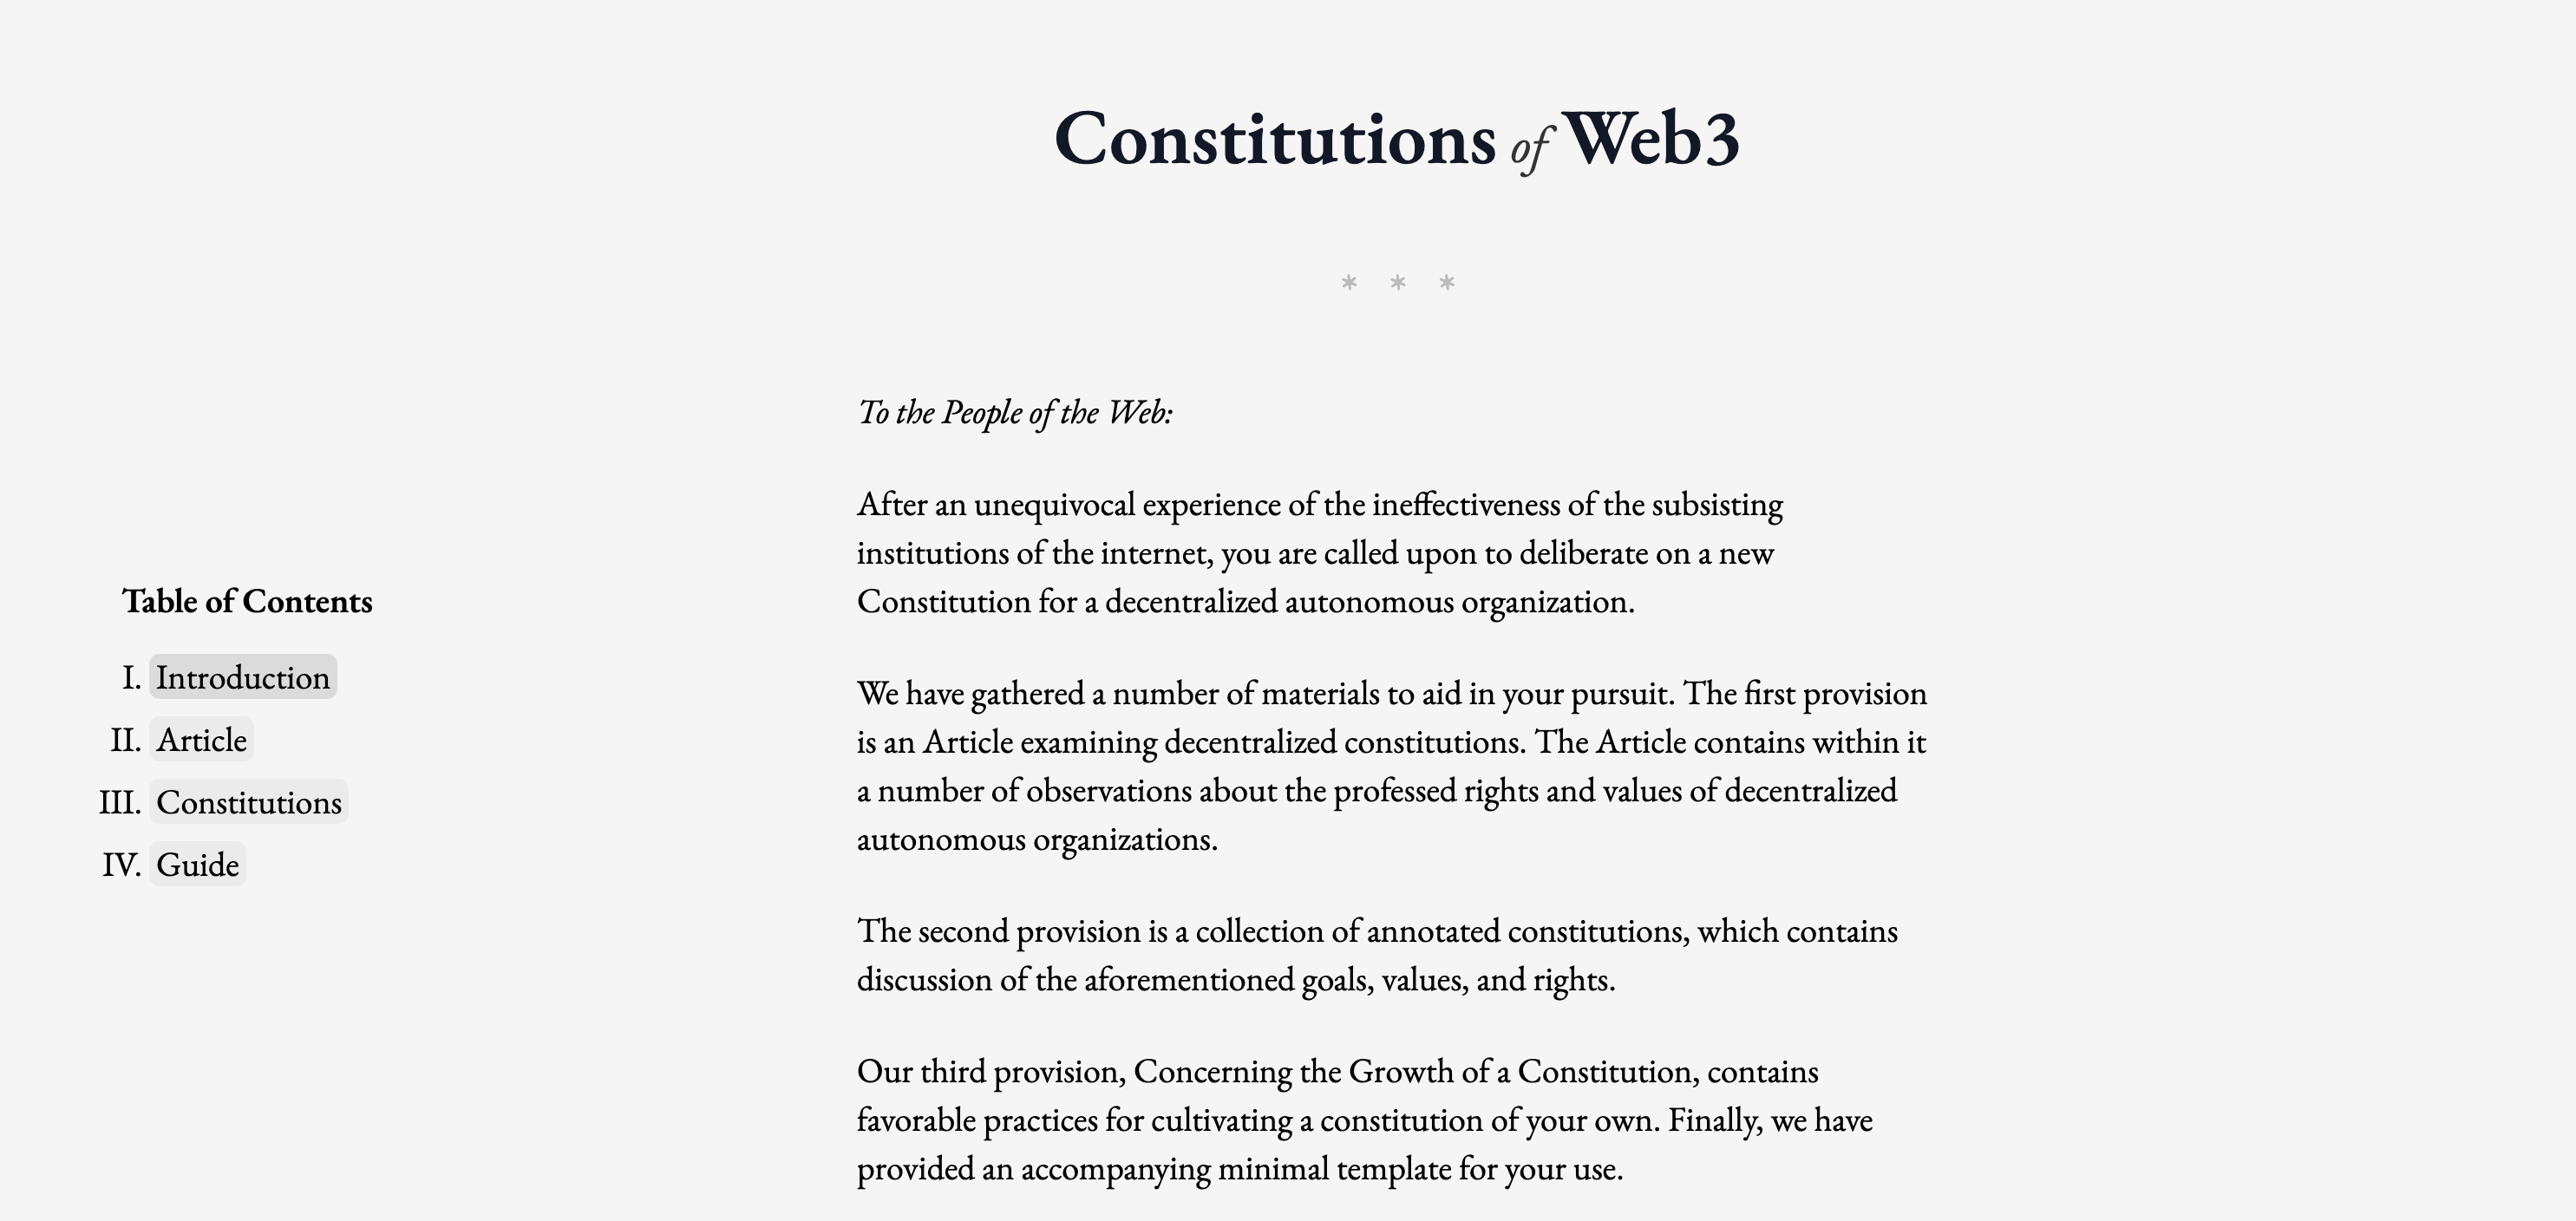 Constitutions of Web3
* * *
To the People of the Web:
After an unequivocal experience of the ineffectiveness of the subsisting
institutions of the internet, you are called upon to deliberate on a new
Constitution for a decentralized autonomous organization.
We have gathered a number of materials to aid in your pursuit. The first provision
is an Article examining decentralized constitutions. The Article contains within it
a number of observations about the professed rights and values of decentralized
autonomous organizations.
The second provision is a collection of annotated constitutions, which contains
discussion of the aforementioned goals, values, and rights.
Our third provision, Concerning the Growth of a Constitution, contains
favorable practices for cultivating a constitution of your own. Finally, we have
provided an accompanying minimal template for your use.
Table of Contents
I. Introduction
II. Article
III. Constitutions
IV. Guide